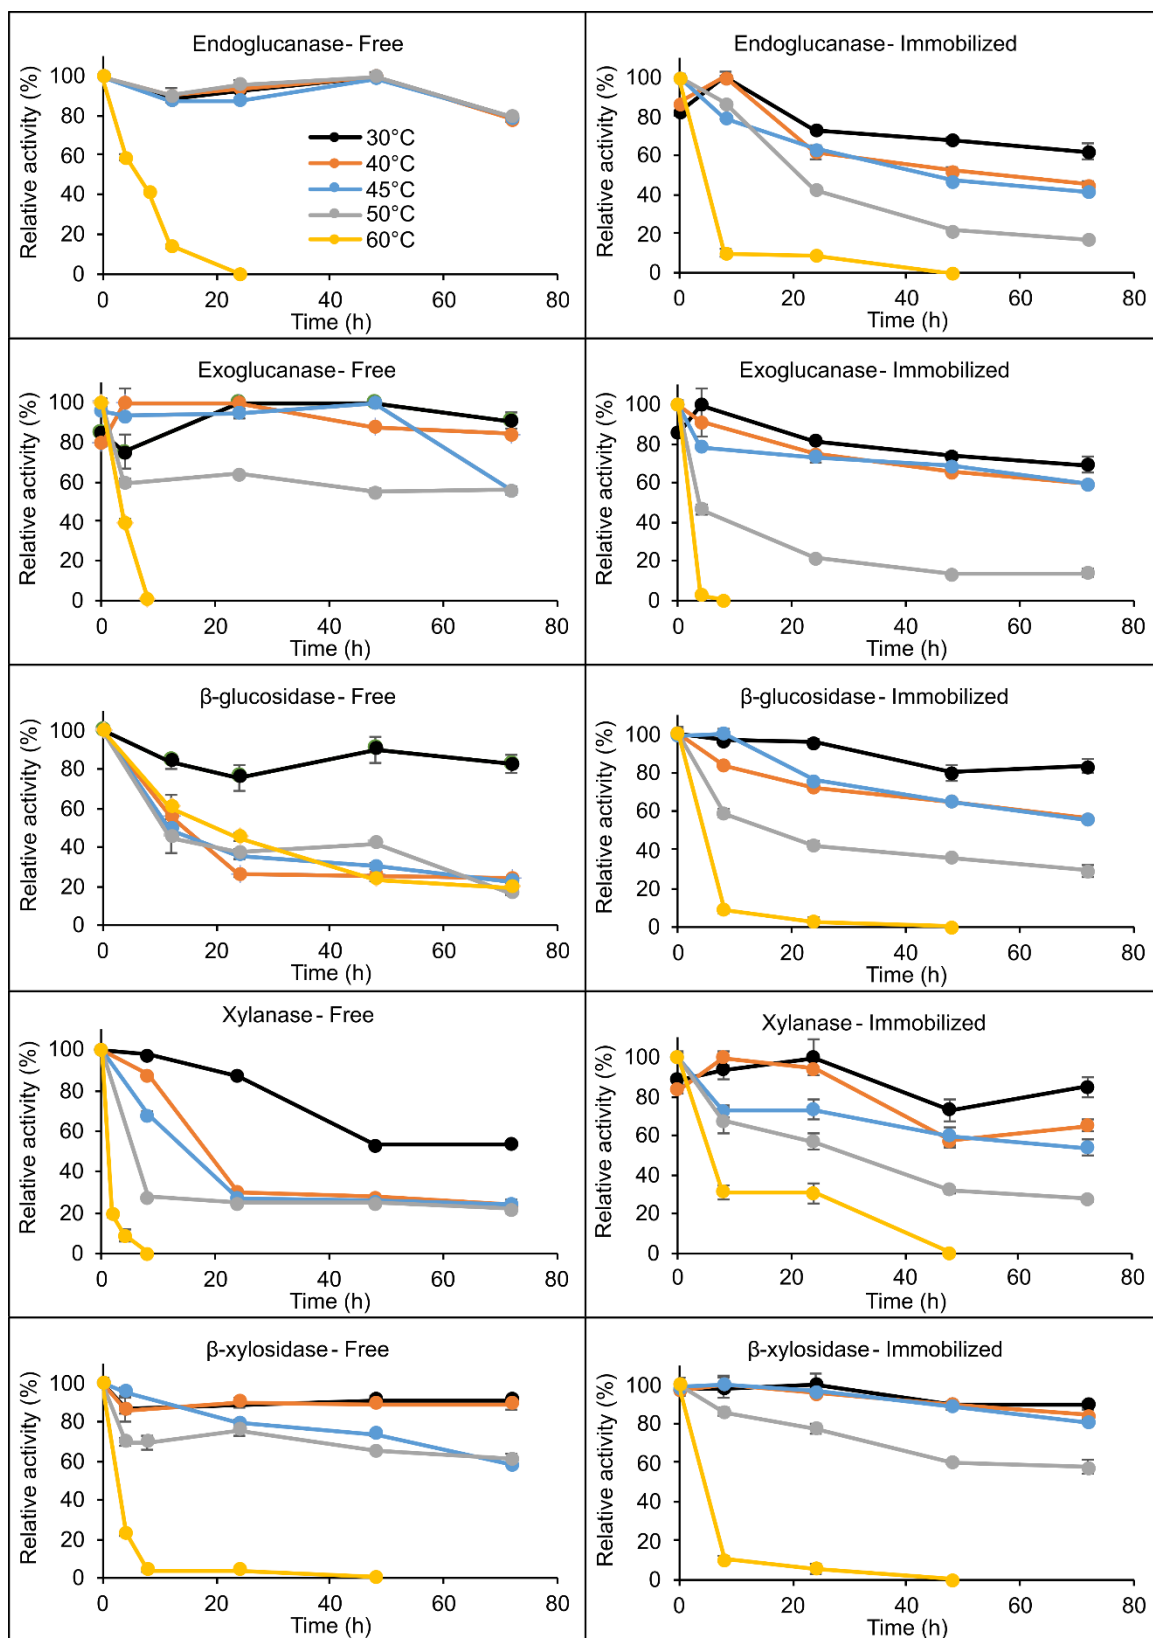 Endoglucanase - Free
Relative activity (%)
100
80
60
40
20
0
30°C
40°C
45°C
50°C
60°C
0 20 40 60 80
Time (h)
Endoglucanase - Immobilized
Relative activity (%)
100
80
60
40
20
0
0 20 40 60 80
Time (h)
Exoglucanase - Free
Relative activity (%)
100
80
60
40
20
0
0 20 40 60 80
Time (h)
Exoglucanase - Immobilized
Relative activity (%)
100
80
60
40
20
0
0 20 40 60 80
Time (h)
β-glucosidase - Free
Relative activity (%)
100
80
60
40
20
0
0 20 40 60 80
Time (h)
β-glucosidase - Immobilized
Relative activity (%)
100
80
60
40
20
0
0 20 40 60 80
Time (h)
Xylanase - Free
Relative activity (%)
100
80
60
40
20
0
0 20 40 60 80
Time (h)
Xylanase - Immobilized
Relative activity (%)
100
80
60
40
20
0
0 20 40 60 80
Time (h)
β-xylosidase - Free
Relative activity (%)
100
80
60
40
20
0
0 20 40 60 80
Time (h)
β-xylosidase - Immobilized
Relative activity (%)
100
80
60
40
20
0
0 20 40 60 80
Time (h)